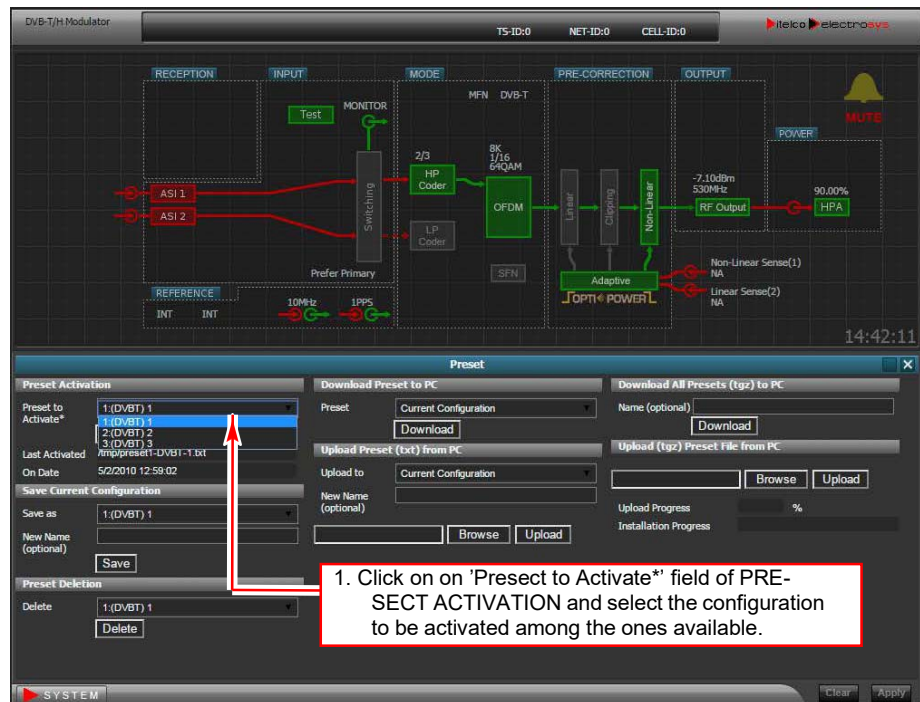 DVB-T/H Modulator
TS-ID:0 NET-ID:0 CELL-ID:0
itelco electrosys
RECEPTION INPUT MODE PRE-CORRECTION OUTPUT
MFN DVB-T
MONITOR
Test
MUTE
POWER
2/3
8K
1/16
64QAM
HP
Coder
-7.10dBm
530MHz
90.00%
ASI 1
ASI 2
Switching
OFDM
Linear
Clipping
Non-Linear
RF Output
HPA
LP
Coder
Prefer Primary
SFN
Adaptive
OPTI POWER
Non-Linear Sense(1)
NA
Linear Sense(2)
NA
REFERENCE
INT INT
10MHz 1PPS
14:42:11
Preset
X
Preset Activation
Preset to
Activate*
1:(DVBT) 1
1:(DVBT) 1
2:(DVBT) 2
3:(DVBT) 3
Last Activated /tmp/preset1-DVBT-1.txt
On Date 5/2/2010 12:59:02
Save Current Configuration
Save as 1:(DVBT) 1
New Name
(optional)
Save
Preset Deletion
Delete 1:(DVBT) 1
Delete
Download Preset to PC
Preset Current Configuration
Download
Upload Preset (txt) from PC
Upload to Current Configuration
New Name
(optional)
Browse Upload
Download All Presets (tgz) to PC
Name (optional)
Download
Upload (tgz) Preset File from PC
Browse Upload
Upload Progress %
Installation Progress
1. Click on on ’Presect to Activate*’ field of PRE-
SECT ACTIVATION and select the configuration
to be activated among the ones available.
SYSTEM
Clear Apply